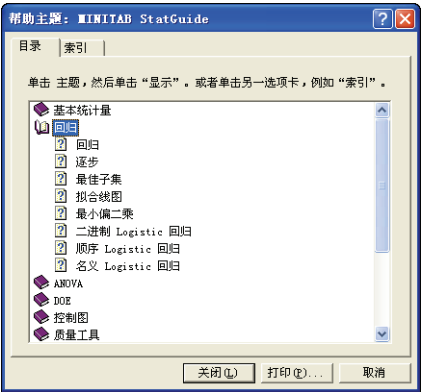 帮助主题: MINITAB StatGuide
目录 索引
单击 主题，然后单击“显示”。或者单击另一选项卡，例如“索引”。
基本统计量
回归
回归
逐步
最佳子集
拟合线图
最小偏二乘
二进制 Logistic 回归
顺序 Logistic 回归
名义 Logistic 回归
ANOVA
DOE
控制图
质量工具
关闭(L) 打印(P)... 取消